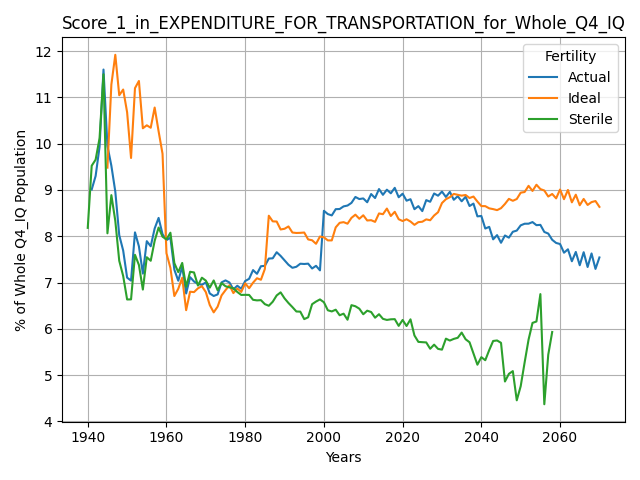 Score_1_in_EXPENDITURE_FOR_TRANSPORTATION_for_Whole_Q4_IQ
% of Whole Q4_IQ Population
12
11
10
9
8
7
6
5
4
Fertility
Actual
Ideal
Sterile
1940 1960 1980 2000 2020 2040 2060
Years